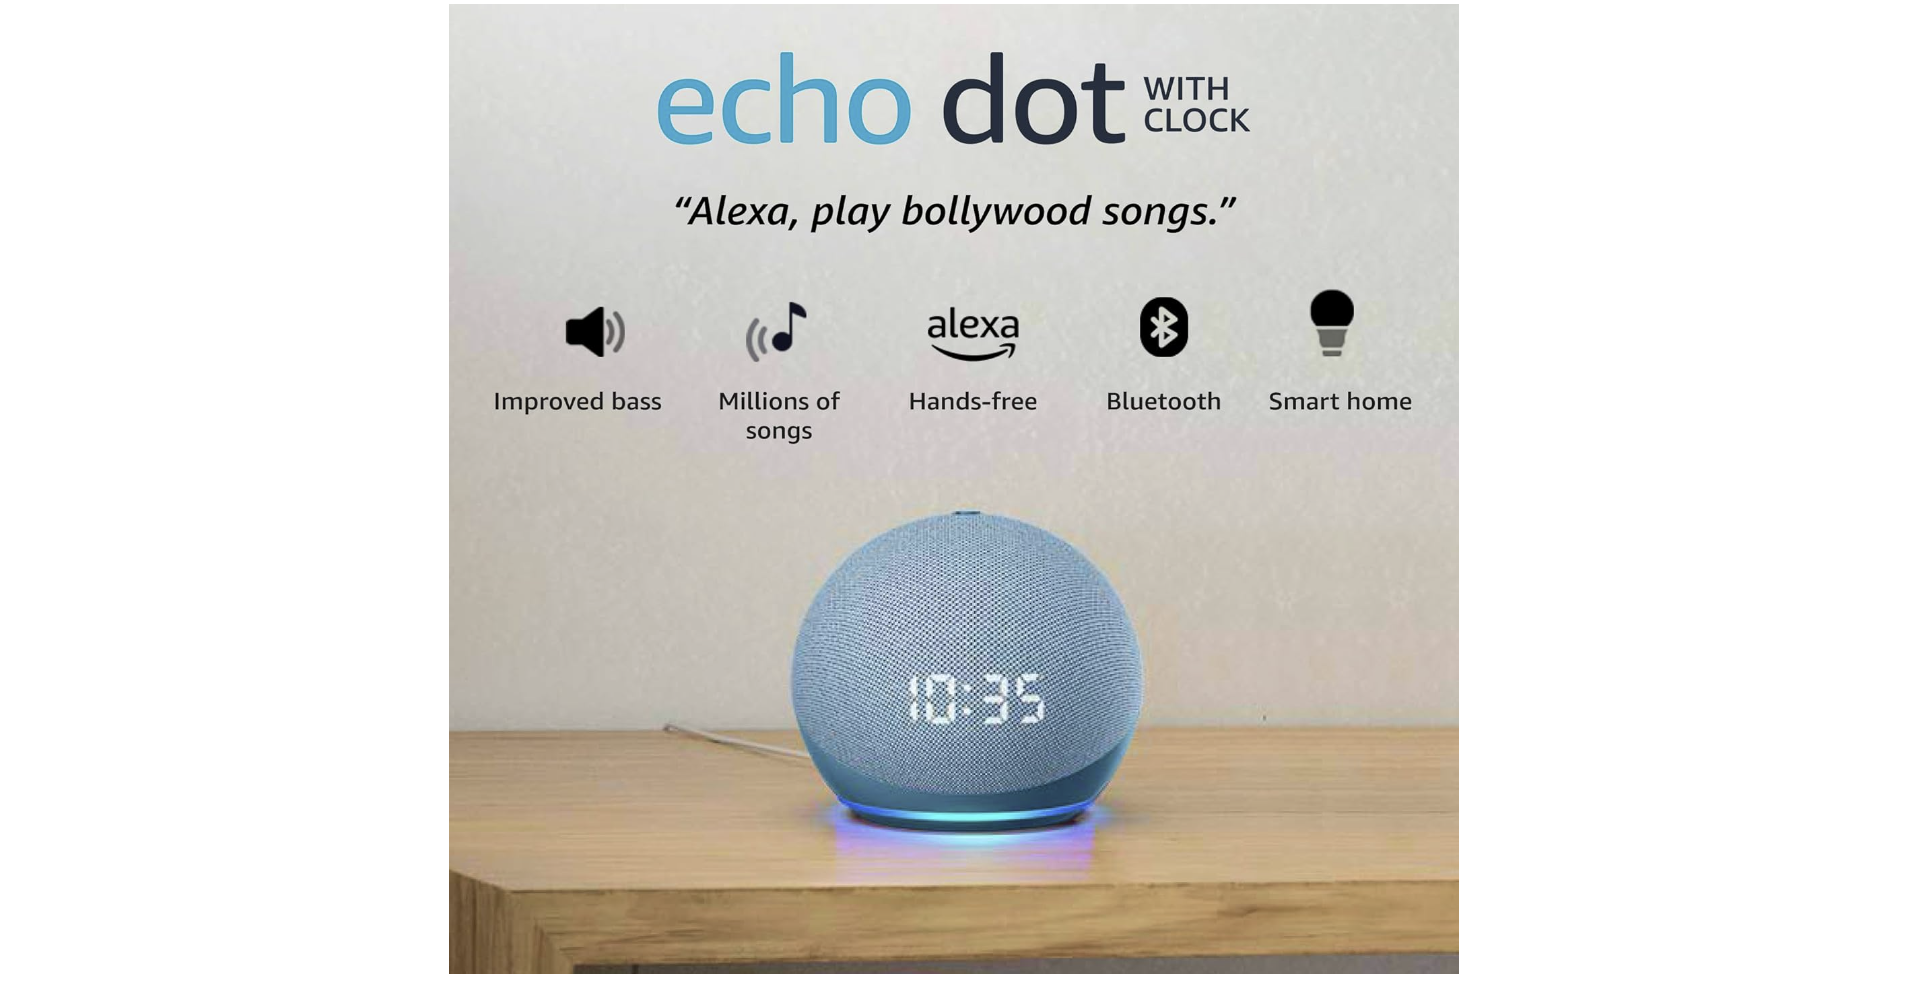 echo dot WITH
CLOCK
“Alexa, play bollywood songs.”
alexa
Improved bass
Millions of
songs
Hands-free
Bluetooth
Smart home
10:35